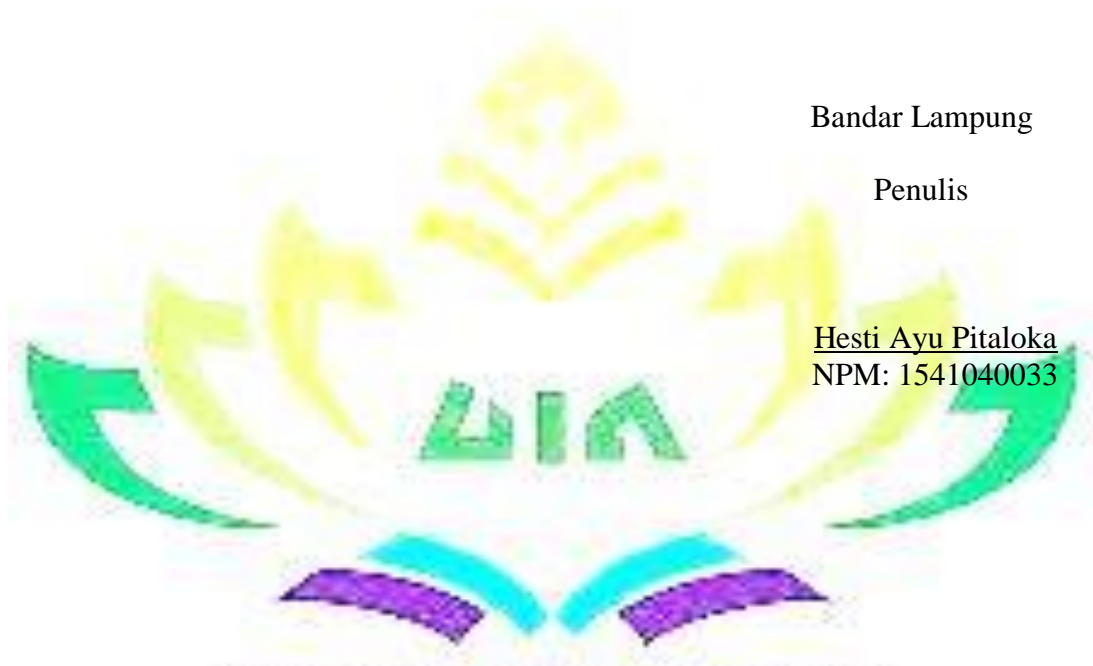 Bandar Lampung
Penulis
Hesti Ayu Pitaloka
NPM: 1541040033
UIN